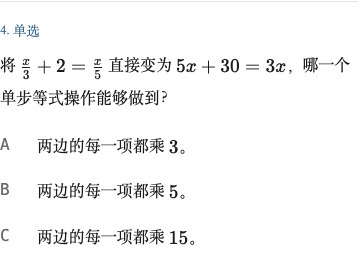 4. 单选
将 $\frac{x}{3} + 2 = \frac{x}{5}$ 直接变为 $5x + 30 = 3x$，哪一个
单步等式操作能够做到？
A 两边的每一项都乘 3。
B 两边的每一项都乘 5。
C 两边的每一项都乘 15。